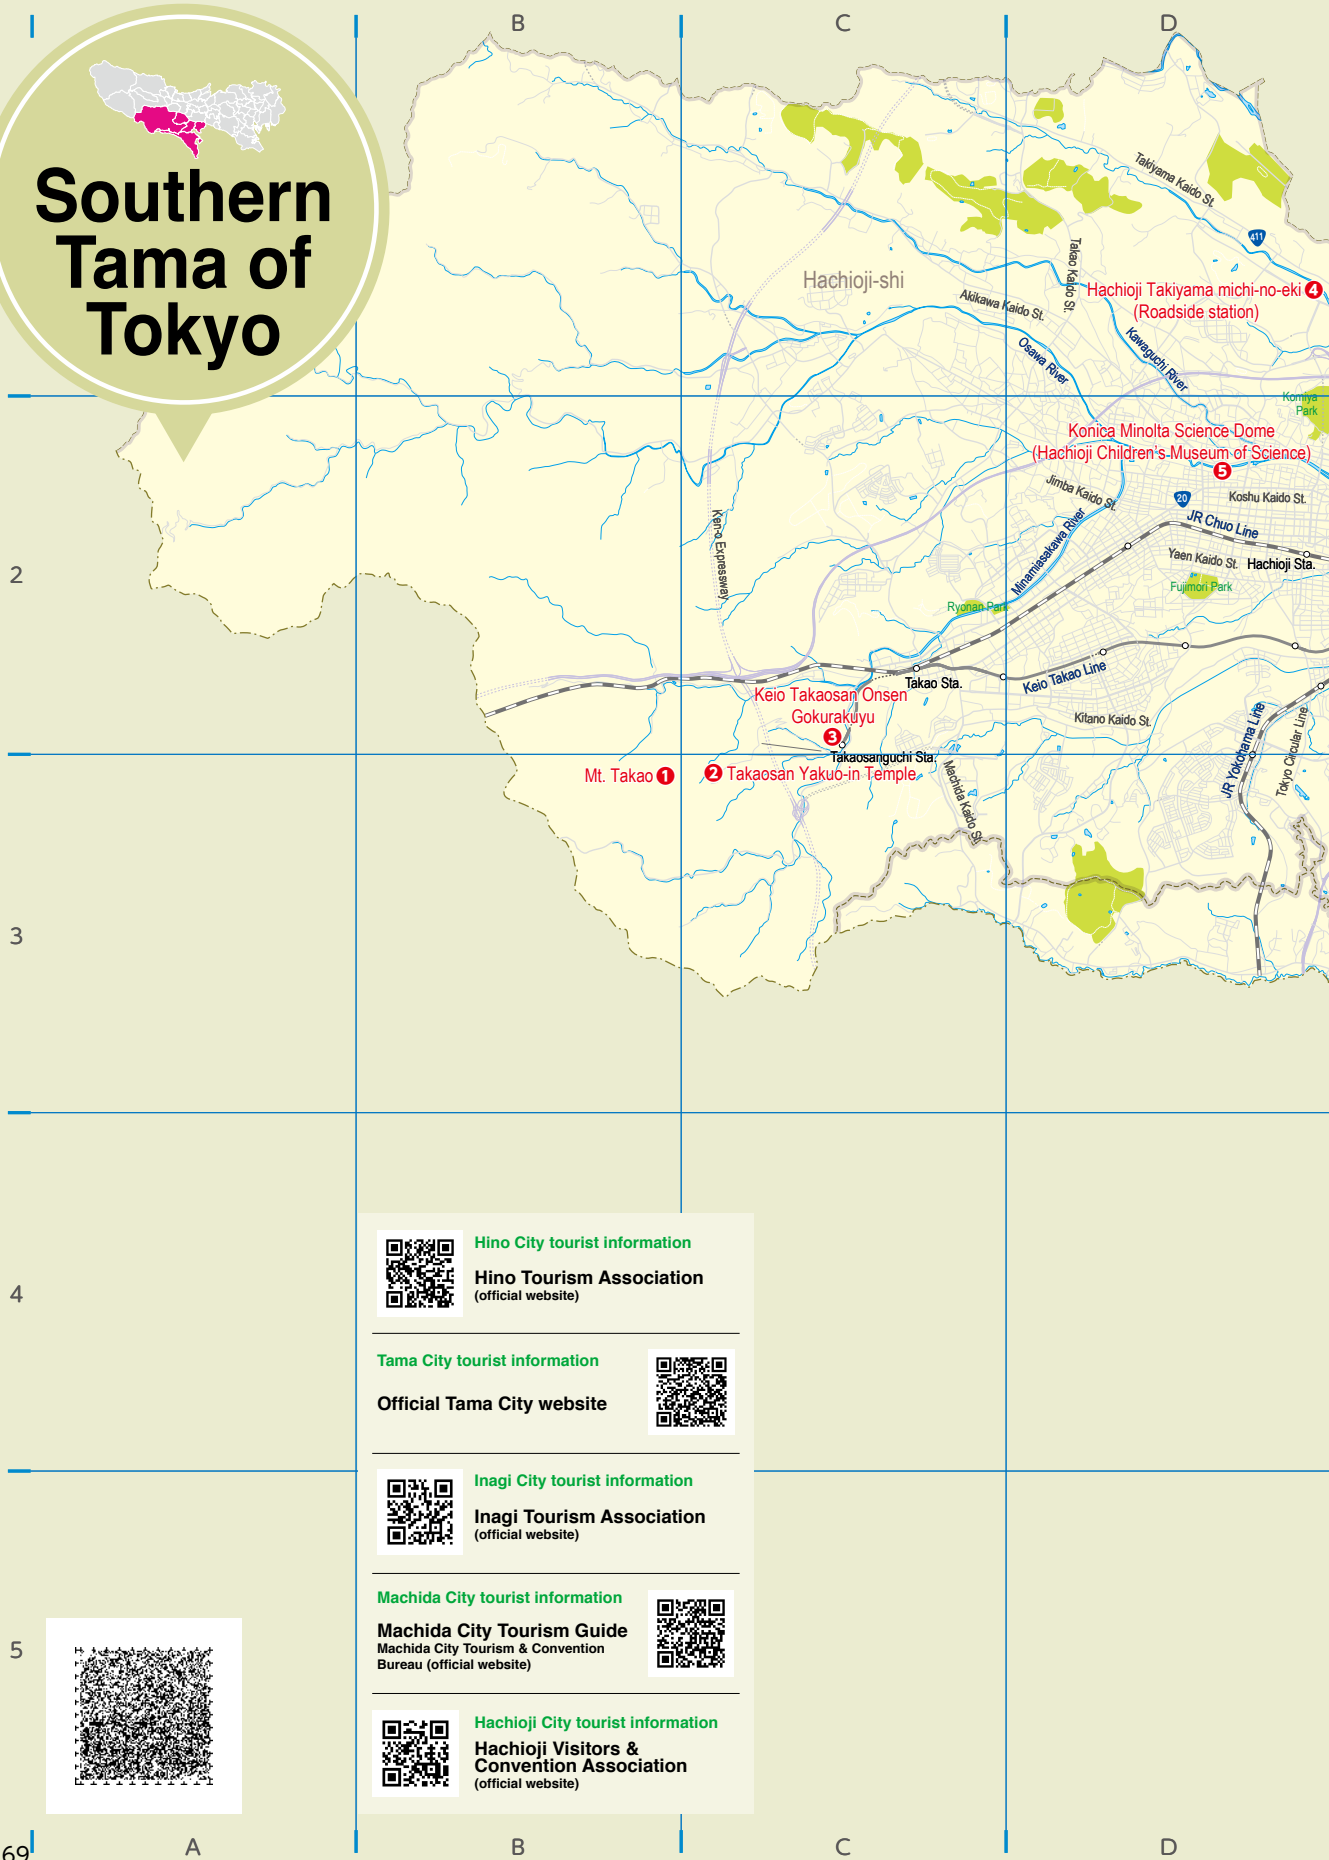 B
C
D
Southern
Tama of
Tokyo
Takiyama Kaido St.
411
Takao Kaido St.
Hachioji-shi
Hachioji Takiyama michi-no-eki 4
(Roadside station)
Akikawa Kaido St.
Osawa River
Kawaguchi River
Komiya
Park
Konica Minolta Science Dome
(Hachioji Children's Museum of Science)
5
Jimba Kaido St.
20
Koshu Kaido St.
JR Chuo Line
Ken-o Expressway
Minamiasakawa River
Yaen Kaido St.
Hachioji Sta.
2
Fujimori Park
Ryonan Park
Takao Sta.
Keio Takao Line
Keio Takaosan Onsen
Gokurakuyu
3
Kitano Kaido St.
JR Yokohama Line
Tokyo Circular Line
Takaosanguchi Sta.
Mt. Takao 1
2 Takaosan Yakuo-in Temple
Machida Kaido St.
3
Hino City tourist information
Hino Tourism Association
(official website)
4
Tama City tourist information
Official Tama City website
Inagi City tourist information
Inagi Tourism Association
(official website)
Machida City tourist information
Machida City Tourism Guide
Machida City Tourism & Convention
Bureau (official website)
5
Hachioji City tourist information
Hachioji Visitors &
Convention Association
(official website)
69
A
B
C
D